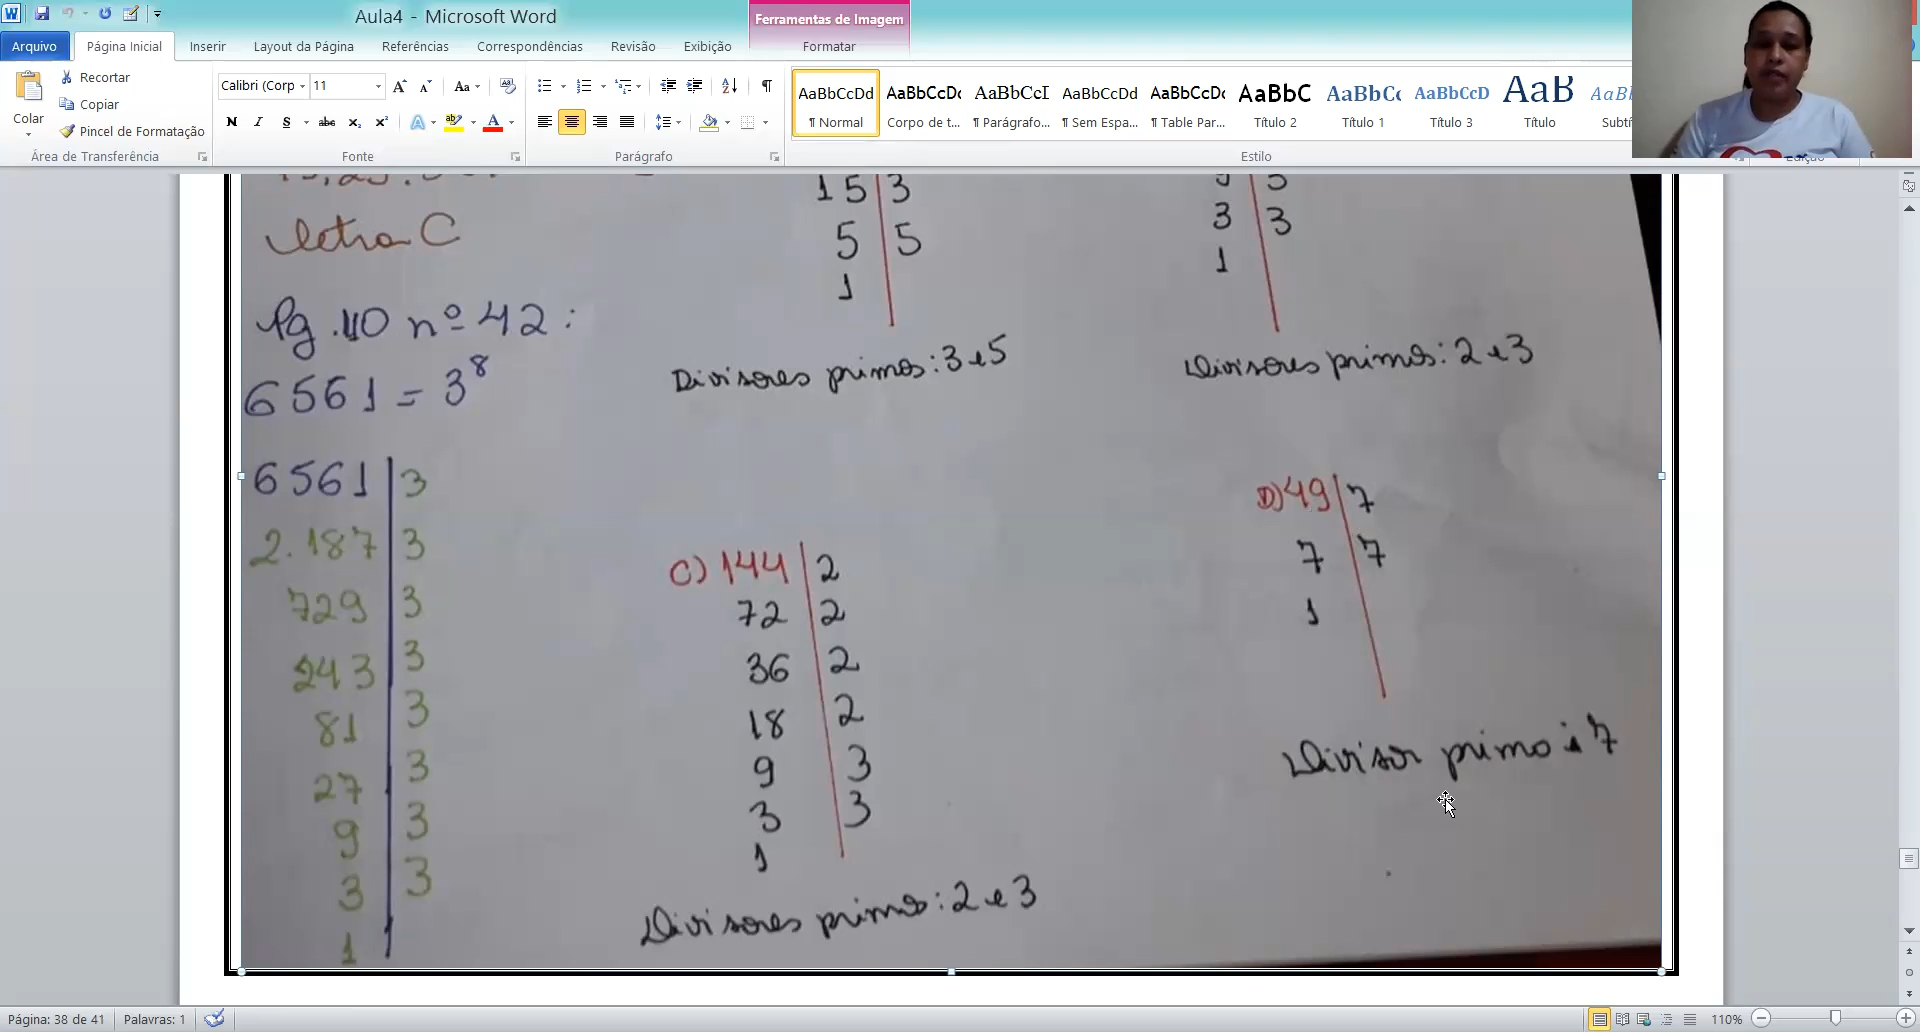 Aula4 - Microsoft Word
Ferramentas de Imagem
Arquivo
Página Inicial
Inserir
Layout da Página
Referências
Correspondências
Revisão
Exibição
Formatar
Colar
Recortar
Copiar
Pincel de Formatação
Área de Transferência
Calibri (Corp
11
Fonte
Parágrafo
AaBbCcDd
¶ Normal
AaBbCcDc
Corpo de t...
AaBbCcI
¶ Parágrafo...
AaBbCcDd
¶ Sem Espa...
AaBbCcDc
¶ Table Par...
AaBbC
Título 2
AaBbCc
Título 1
AaBbCcD
Título 3
AaB
Título
Estilo
letra C
Pg.110 nº 42:
6561 = 3⁸
6561 3
2.187 3
729 3
243 3
81 3
27 3
9 3
3 3
1
15 3
5 5
1
Divisores primos: 3 e 5
C) 144 2
72 2
36 2
18 2
9 3
3 3
1
Divisores primos: 2 e 3
3 3
1
Divisores primos: 2 e 3
D) 49 7
7 7
1
Divisor primo é 7
Página: 38 de 41
Palavras: 1
110%